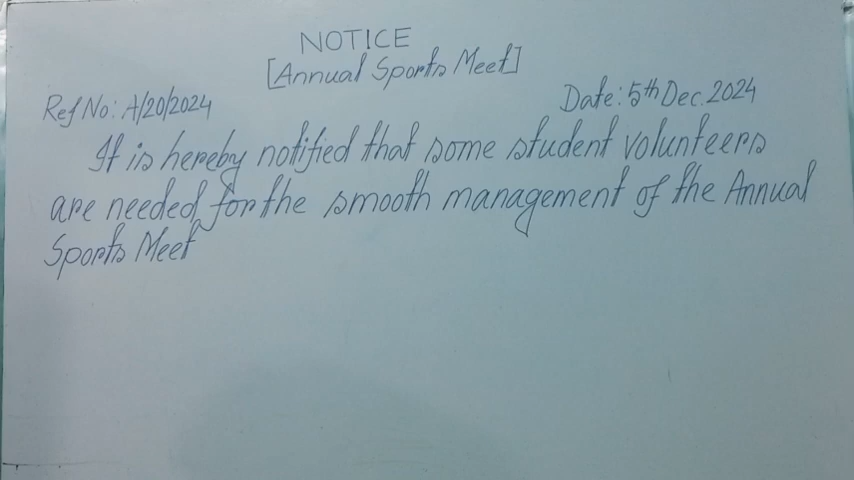 NOTICE
[Annual Sports Meet]
Ref No: A/20/2024 Date: 5th Dec. 2024
It is hereby notified that some student volunteers
are needed for the smooth management of the Annual
Sports Meet